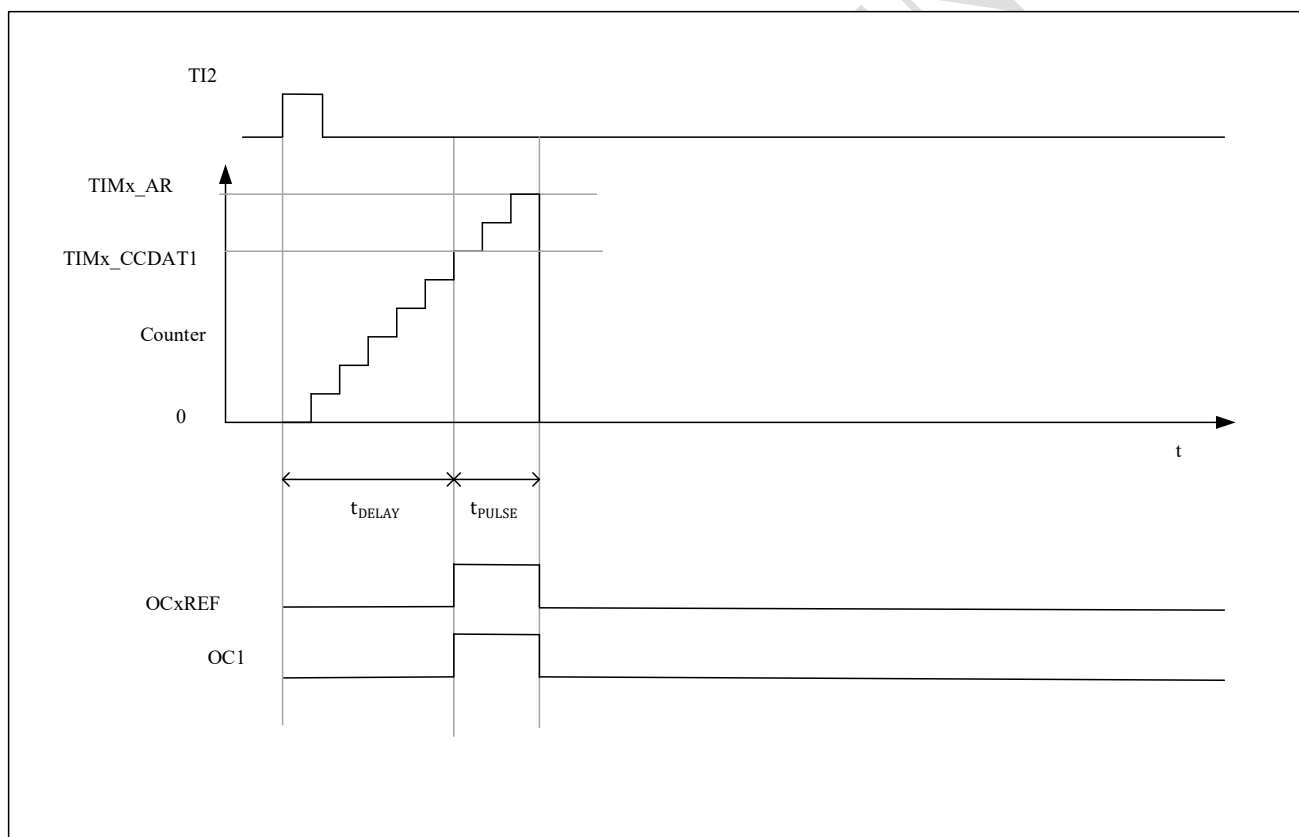 TI2
TIMx_AR
TIMx_CCDAT1
Counter
0
t
tDELAY tPULSE
OCxREF
OC1